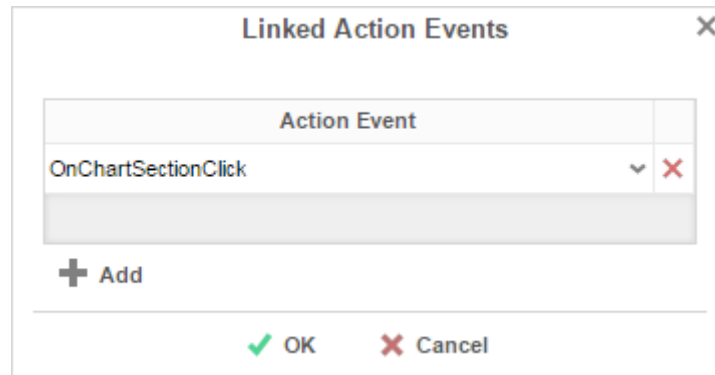 Linked Action Events
Action Event
OnChartSectionClick
Add
OK Cancel